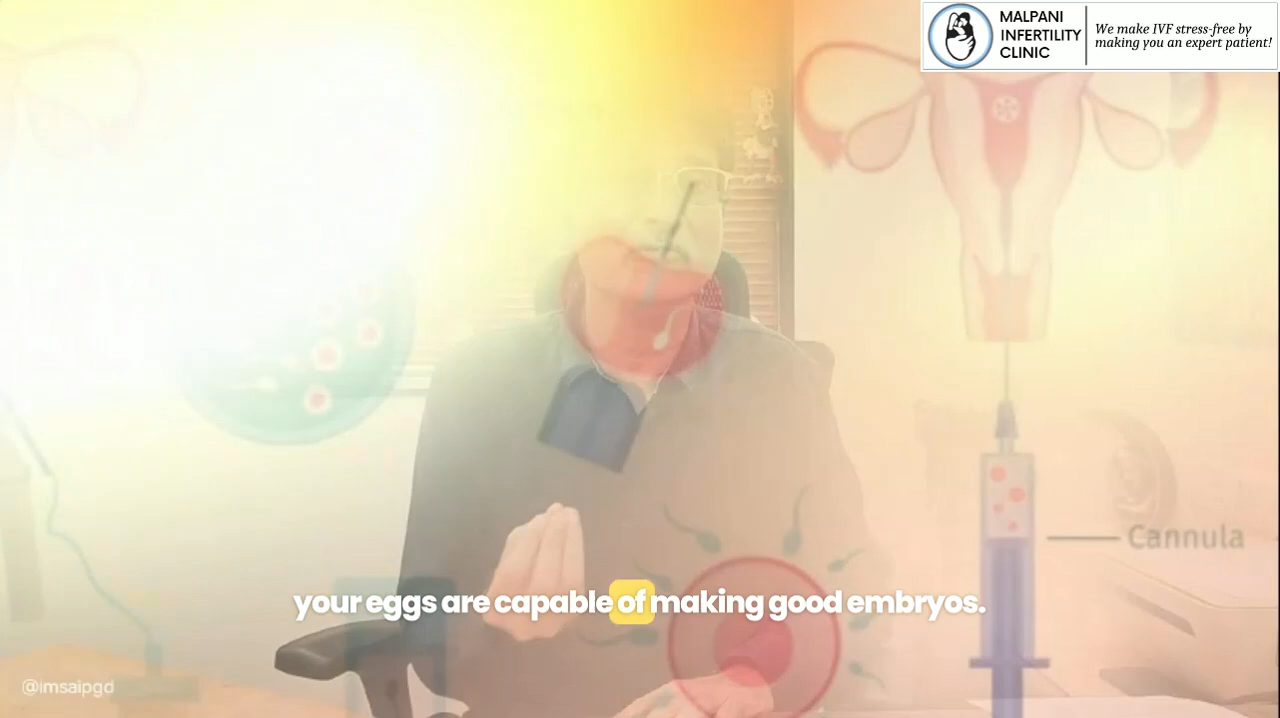 MALPANI
INFERTILITY
CLINIC
We make IVF stress-free by
making you an expert patient!
Cannula
your eggs are capable of making good embryos.
@imsaipgd